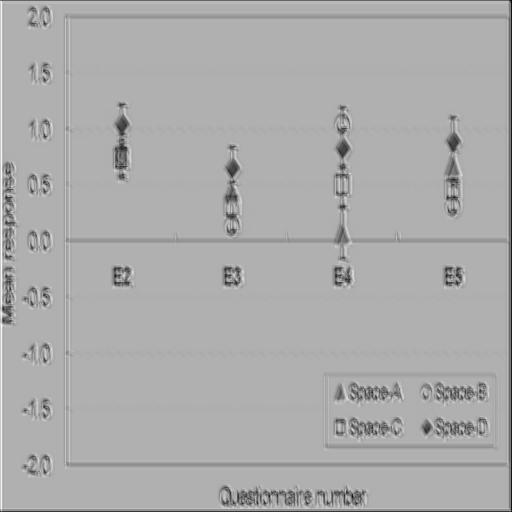 2.0
1.5
1.0
0.5
0.0
-0.5
-1.0
-1.5
-2.0
Mean response
E2 E3 E4 E5
Space-A Space-B
Space-C Space-D
Questionnaire number